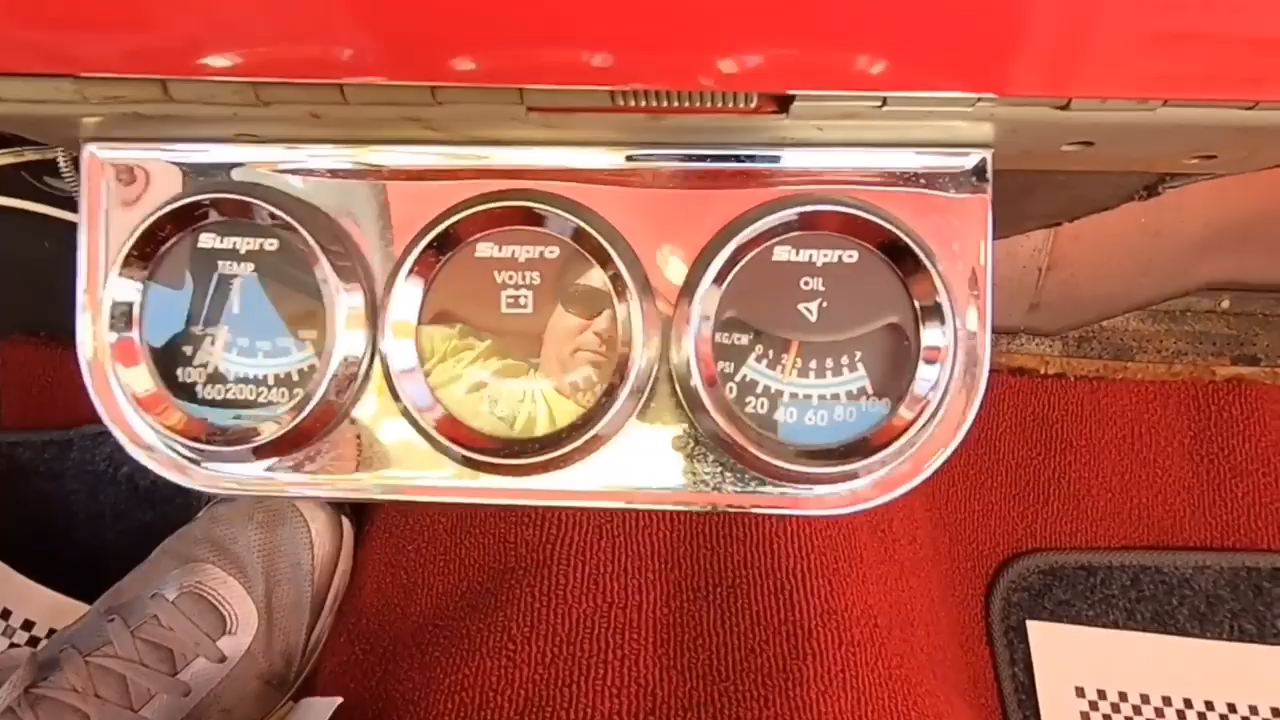 Sunpro
TEMP
100
160 200 240
Sunpro
VOLTS
Sunpro
OIL
KG/CM²
0 1 2 3 4 5 6 7
PSI
0 20 40 60 80 100